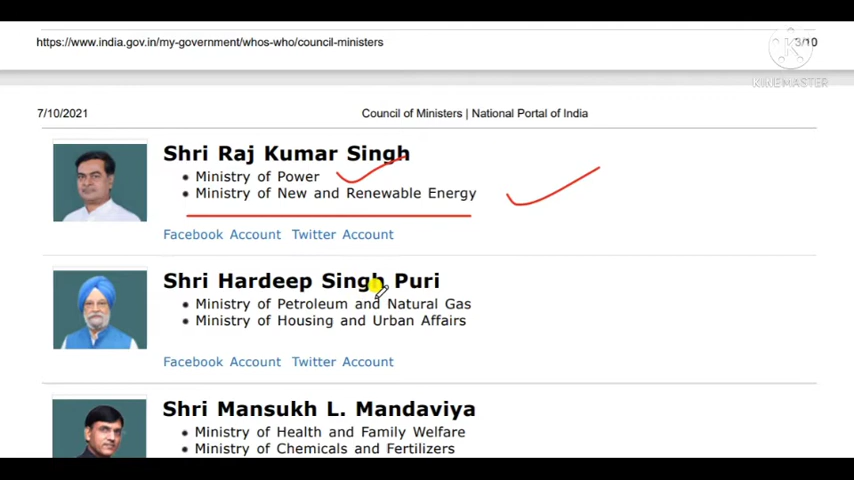 https://www.india.gov.in/my-government/whos-who/council-ministers
3/10
KINEMASTER
7/10/2021
Council of Ministers | National Portal of India
Shri Raj Kumar Singh
Ministry of Power
Ministry of New and Renewable Energy
Facebook Account Twitter Account
Shri Hardeep Singh Puri
Ministry of Petroleum and Natural Gas
Ministry of Housing and Urban Affairs
Facebook Account Twitter Account
Shri Mansukh L. Mandaviya
Ministry of Health and Family Welfare
Ministry of Chemicals and Fertilizers